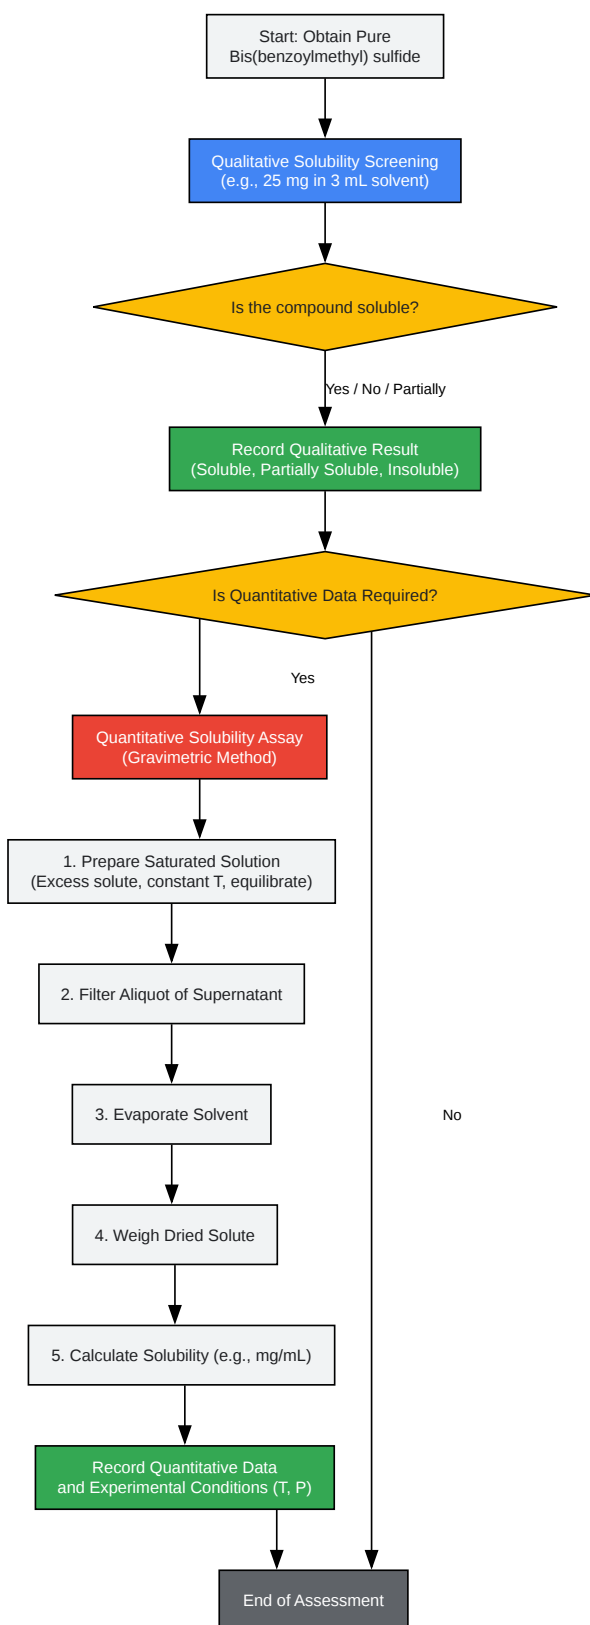 Start: Obtain Pure
Bis(benzoylmethyl) sulfide
Qualitative Solubility Screening
(e.g., 25 mg in 3 mL solvent)
Is the compound soluble?
Yes / No / Partially
Record Qualitative Result
(Soluble, Partially Soluble, Insoluble)
Is Quantitative Data Required?
Yes
Quantitative Solubility Assay
(Gravimetric Method)
1. Prepare Saturated Solution
(Excess solute, constant T, equilibrate)
2. Filter Aliquot of Supernatant
3. Evaporate Solvent
No
4. Weigh Dried Solute
5. Calculate Solubility (e.g., mg/mL)
Record Quantitative Data
and Experimental Conditions (T, P)
End of Assessment